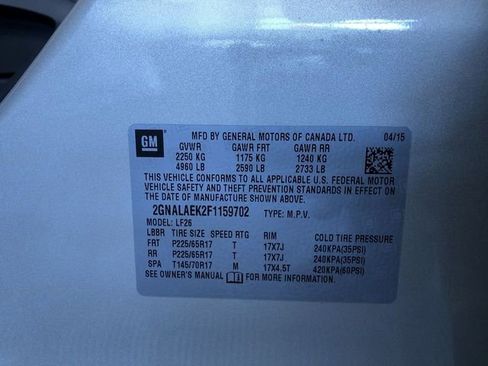 GM
MFD BY GENERAL MOTORS OF CANADA LTD. 04/15
GVWR GAWR FRT GAWR RR
2250 KG 1175 KG 1240 KG
4960 LB 2590 LB 2733 LB
THIS VEHICLE CONFORMS TO ALL APPLICABLE U.S. FEDERAL MOTOR
VEHICLE SAFETY AND THEFT PREVENTION STANDARDS IN EFFECT ON
THE DATE OF MANUFACTURE SHOWN ABOVE.
2GNALAEK2F1159702 TYPE: M.P.V.
MODEL: LF26
LBBR TIRE SIZE SPEED RTG RIM COLD TIRE PRESSURE
FRT P225/65R17 T 17X7J 240KPA(35PSI)
RR P225/65R17 T 17X7J 240KPA(35PSI)
SPA T145/70R17 M 17X4.5T 420KPA(60PSI)
SEE OWNER'S MANUAL FOR MORE INFORMATION.